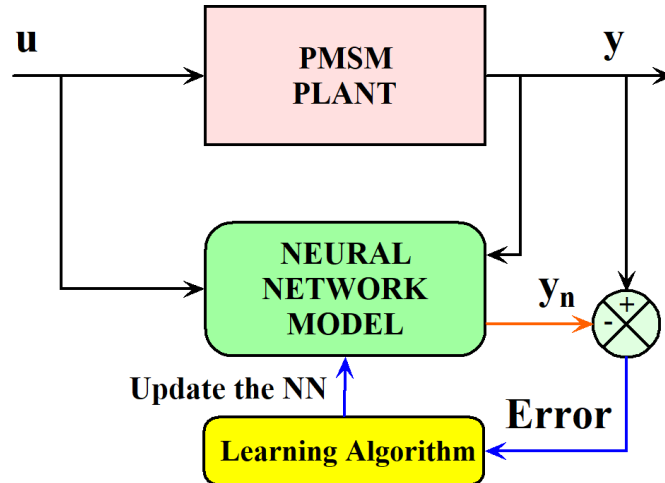 u
PMSM
PLANT
y
NEURAL
NETWORK
MODEL
yn
+
-
Update the NN
Error
Learning Algorithm